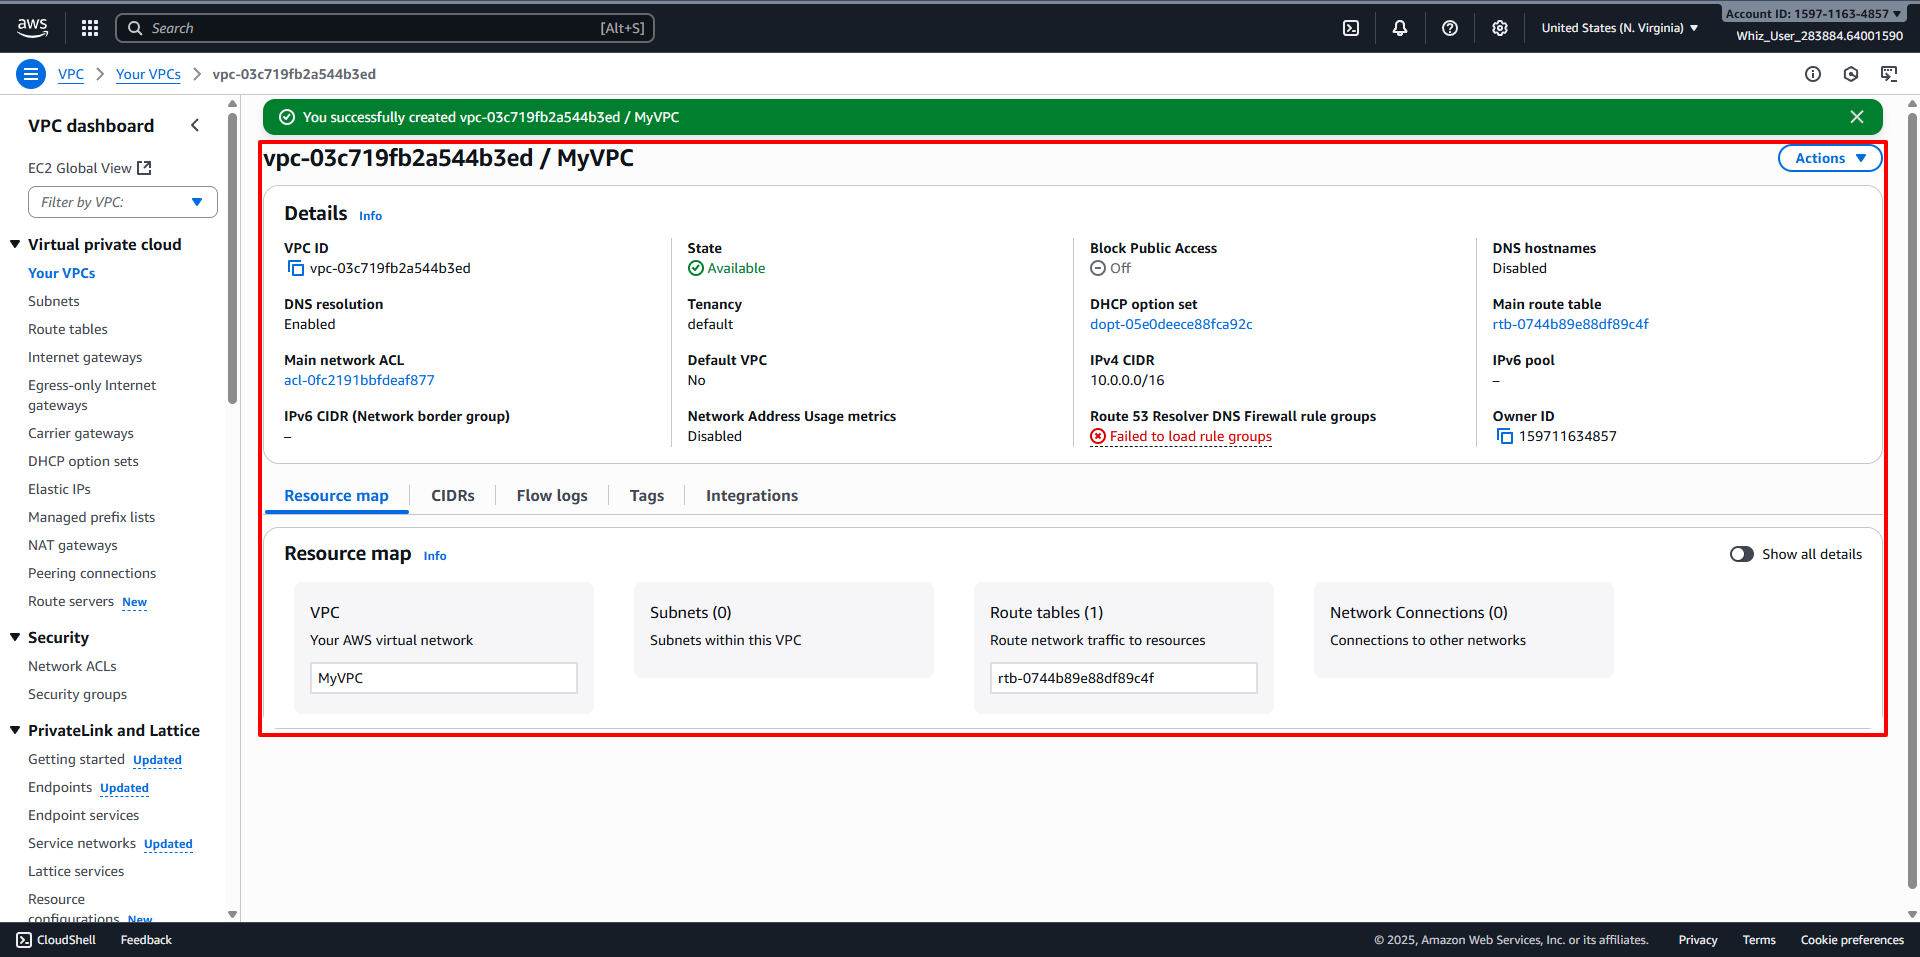 aws
Search
[Alt+S]
United States (N. Virginia)
Account ID: 1597-1163-4857
Whiz_User_283884.64001590
VPC
Your VPCs
vpc-03c719fb2a544b3ed
VPC dashboard
EC2 Global View
Filter by VPC:
Virtual private cloud
Your VPCs
Subnets
Route tables
Internet gateways
Egress-only Internet
gateways
Carrier gateways
DHCP option sets
Elastic IPs
Managed prefix lists
NAT gateways
Peering connections
Route servers New
Security
Network ACLs
Security groups
PrivateLink and Lattice
Getting started Updated
Endpoints Updated
Endpoint services
Service networks Updated
Lattice services
Resource
configurations New
You successfully created vpc-03c719fb2a544b3ed / MyVPC
vpc-03c719fb2a544b3ed / MyVPC
Actions
Details Info
VPC ID
vpc-03c719fb2a544b3ed
State
Available
Block Public Access
Off
DNS hostnames
Disabled
DNS resolution
Enabled
Tenancy
default
DHCP option set
dopt-05e0deece88fca92c
Main route table
rtb-0744b89e88df89c4f
Main network ACL
acl-0fc2191bbfdeaf877
Default VPC
No
IPv4 CIDR
10.0.0.0/16
IPv6 pool
–
IPv6 CIDR (Network border group)
–
Network Address Usage metrics
Disabled
Route 53 Resolver DNS Firewall rule groups
Failed to load rule groups
Owner ID
159711634857
Resource map
CIDRs
Flow logs
Tags
Integrations
Resource map Info
Show all details
VPC
Your AWS virtual network
MyVPC
Subnets (0)
Subnets within this VPC
Route tables (1)
Route network traffic to resources
rtb-0744b89e88df89c4f
Network Connections (0)
Connections to other networks
CloudShell
Feedback
© 2025, Amazon Web Services, Inc. or its affiliates.
Privacy
Terms
Cookie preferences